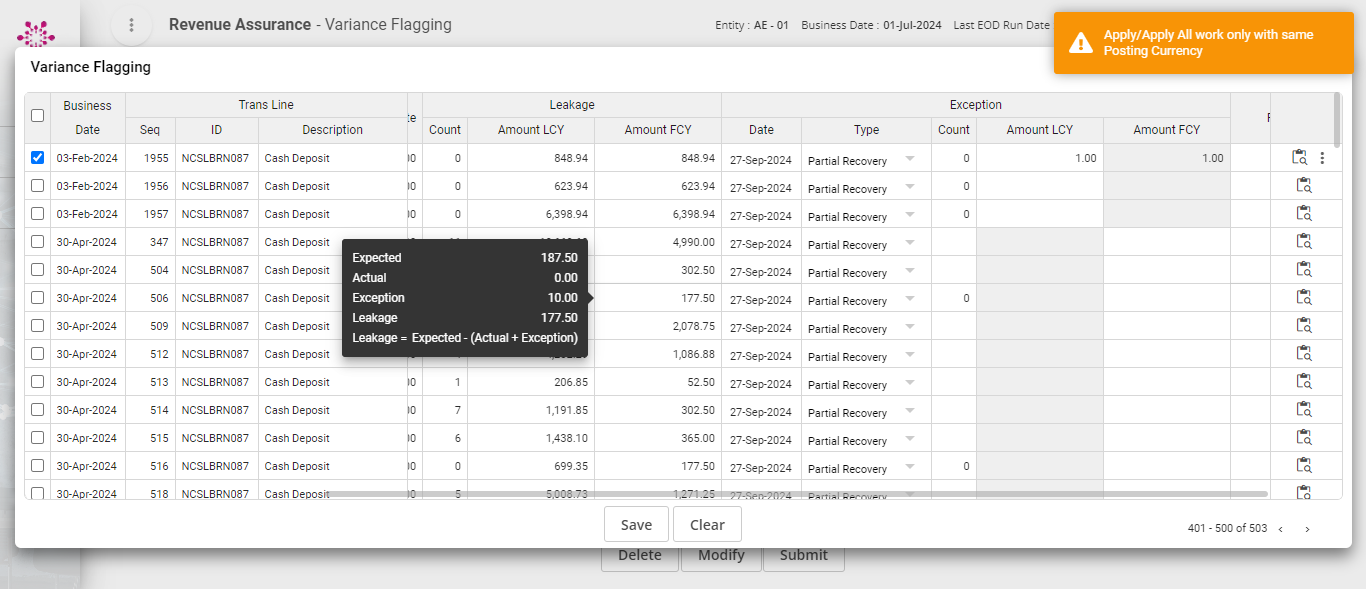 Revenue Assurance - Variance Flagging
Entity : AE - 01 Business Date : 01-Jul-2024 Last EOD Run Date
Apply/Apply All work only with same
Posting Currency
Variance Flagging
Business Date Trans Line Leakage Exception
Seq ID Description Count Amount LCY Amount FCY Date Type Count Amount LCY Amount FCY
03-Feb-2024 1955 NCSLBRN087 Cash Deposit 0 848.94 848.94 27-Sep-2024 Partial Recovery 0 1.00 1.00
03-Feb-2024 1956 NCSLBRN087 Cash Deposit 0 623.94 623.94 27-Sep-2024 Partial Recovery 0
03-Feb-2024 1957 NCSLBRN087 Cash Deposit 0 6,398.94 6,398.94 27-Sep-2024 Partial Recovery 0
30-Apr-2024 347 NCSLBRN087 Cash Deposit 4,990.00 27-Sep-2024 Partial Recovery
30-Apr-2024 504 NCSLBRN087 Cash Deposit 302.50 27-Sep-2024 Partial Recovery
30-Apr-2024 506 NCSLBRN087 Cash Deposit 177.50 27-Sep-2024 Partial Recovery 0
30-Apr-2024 509 NCSLBRN087 Cash Deposit 2,078.75 27-Sep-2024 Partial Recovery
30-Apr-2024 512 NCSLBRN087 Cash Deposit 1,086.88 27-Sep-2024 Partial Recovery
30-Apr-2024 513 NCSLBRN087 Cash Deposit 1 206.85 52.50 27-Sep-2024 Partial Recovery
30-Apr-2024 514 NCSLBRN087 Cash Deposit 7 1,191.85 302.50 27-Sep-2024 Partial Recovery
30-Apr-2024 515 NCSLBRN087 Cash Deposit 6 1,438.10 365.00 27-Sep-2024 Partial Recovery
30-Apr-2024 516 NCSLBRN087 Cash Deposit 0 699.35 177.50 27-Sep-2024 Partial Recovery 0
30-Apr-2024 518 NCSLBRN087 Cash Deposit 5 5,008.73 1,271.25 27-Sep-2024 Partial Recovery
Expected 187.50
Actual 0.00
Exception 10.00
Leakage 177.50
Leakage = Expected - (Actual + Exception)
Save Clear
401 - 500 of 503
Delete Modify Submit